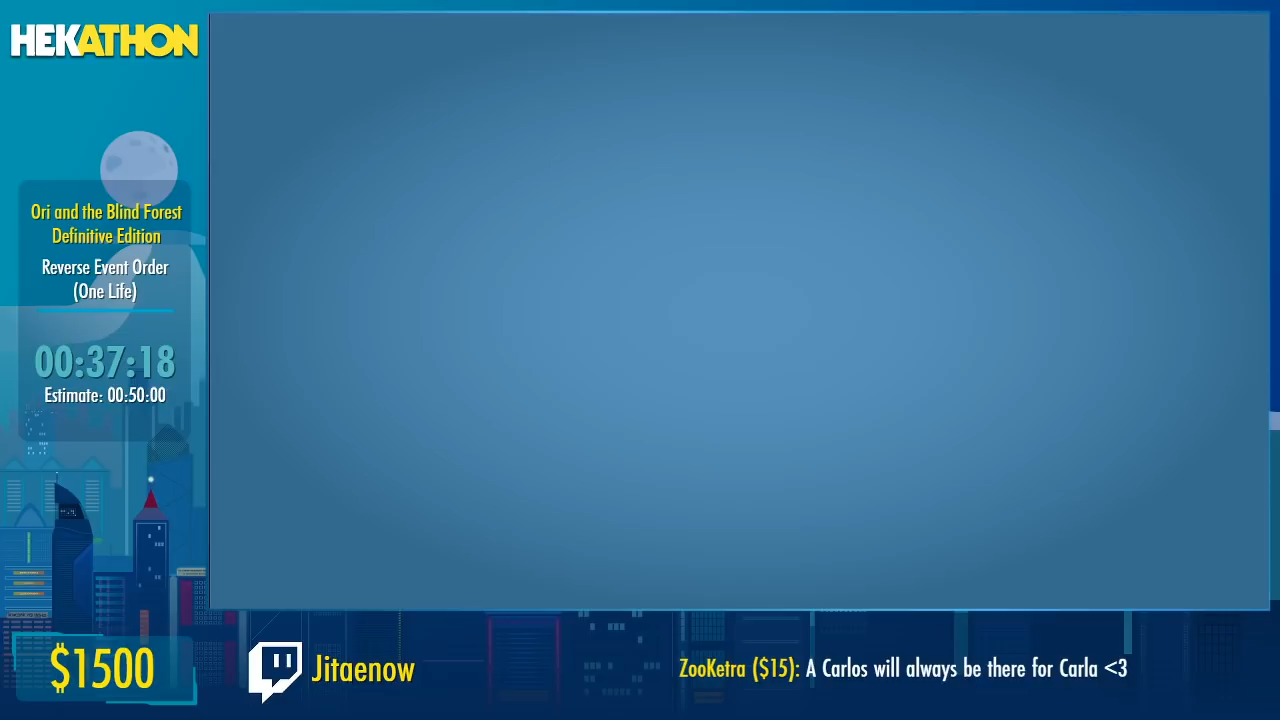 HEKATHON
Ori and the Blind Forest
Definitive Edition
Reverse Event Order
(One Life)
00:37:18
Estimate: 00:50:00
$1500
Jitaenow
ZooKetra ($15): A Carlos will always be there for Carla <3